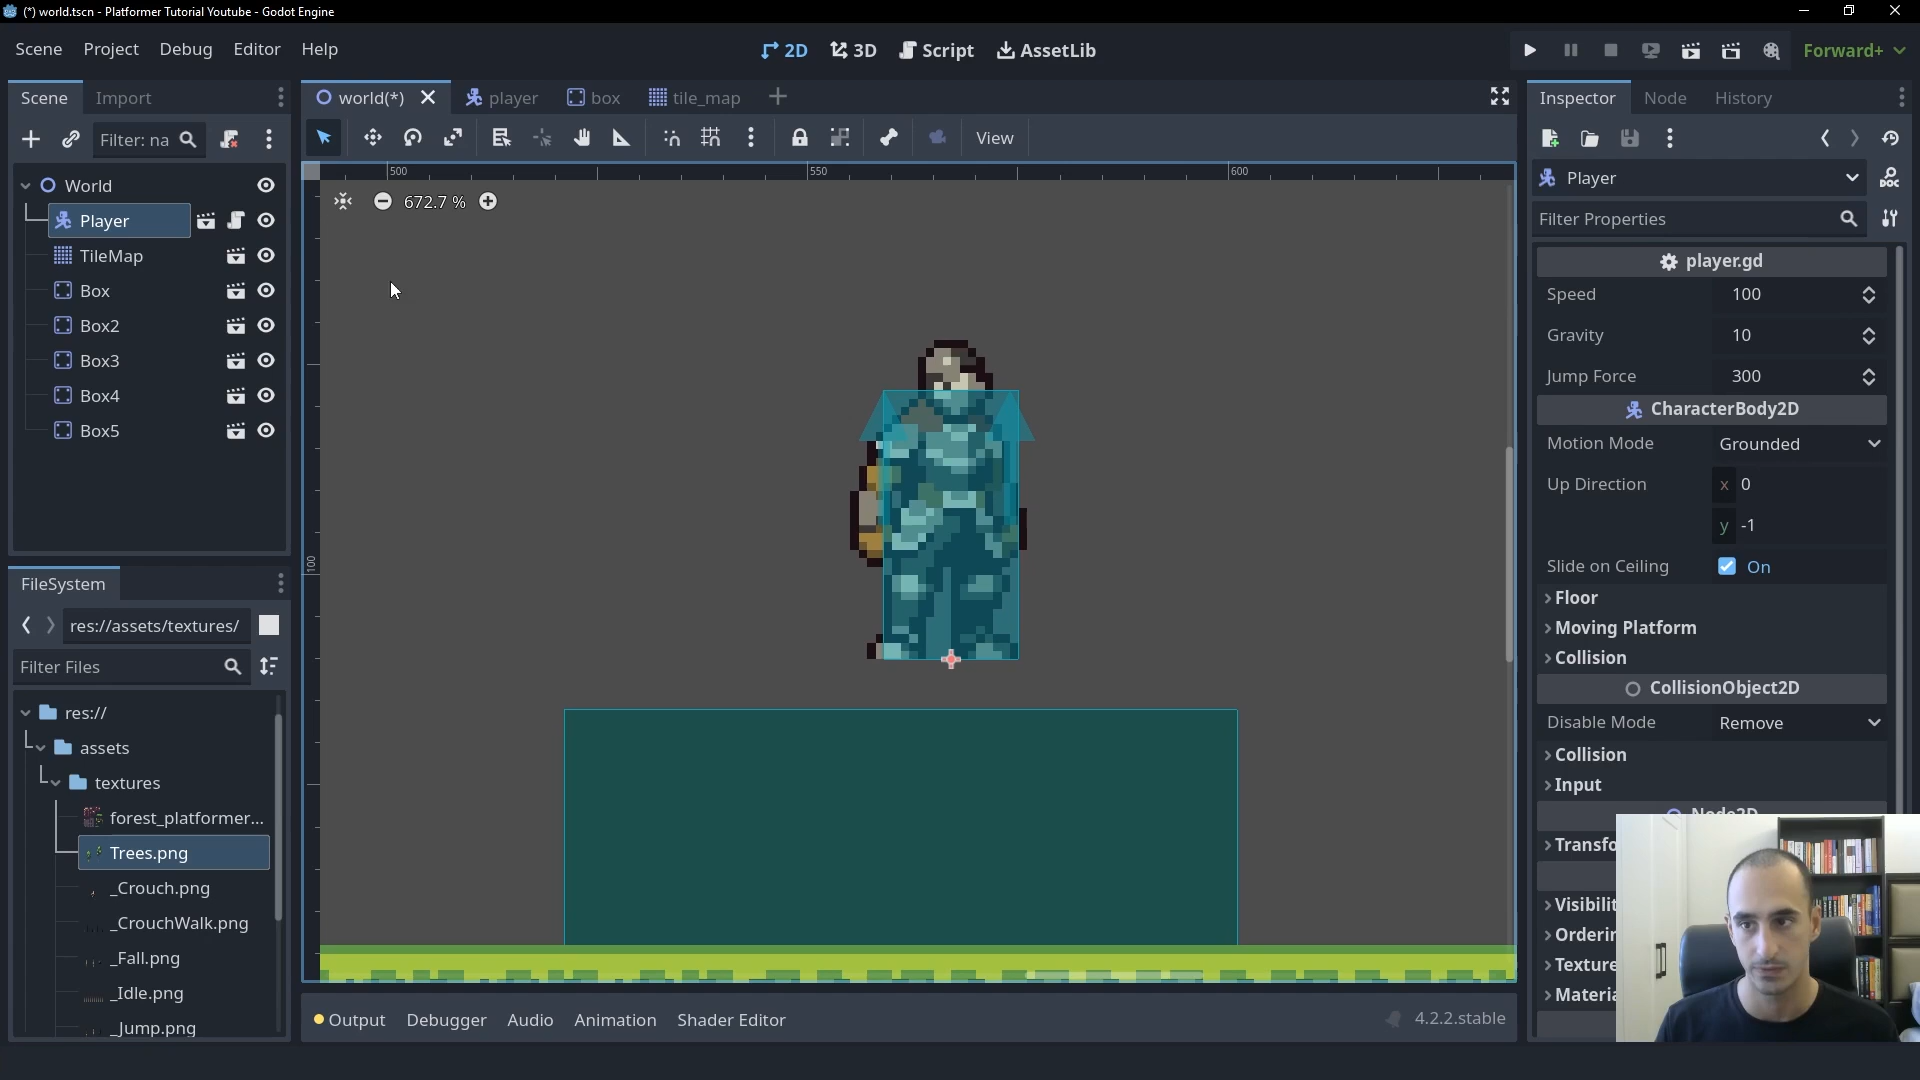 (*) world.tscn - Platformer Tutorial Youtube - Godot Engine
Scene Project Debug Editor Help
2D 3D Script AssetLib
Forward+
Scene Import
world(*) player box tile_map
Inspector Node History
Filter: na
View
World
Player
TileMap
Box
Box2
Box3
Box4
Box5
FileSystem
res://assets/textures/
Filter Files
res://
assets
textures
forest_platformer...
Trees.png
_Crouch.png
_CrouchWalk.png
_Fall.png
_Idle.png
_Jump.png
500 550 600
672.7 %
100
Output Debugger Audio Animation Shader Editor
4.2.2.stable
Player
Filter Properties
player.gd
Speed 100
Gravity 10
Jump Force 300
CharacterBody2D
Motion Mode Grounded
Up Direction x 0
y -1
Slide on Ceiling On
Floor
Moving Platform
Collision
CollisionObject2D
Disable Mode Remove
Collision
Input
Node2D
Transfo
Visibilit
Orderin
Texture
Materia